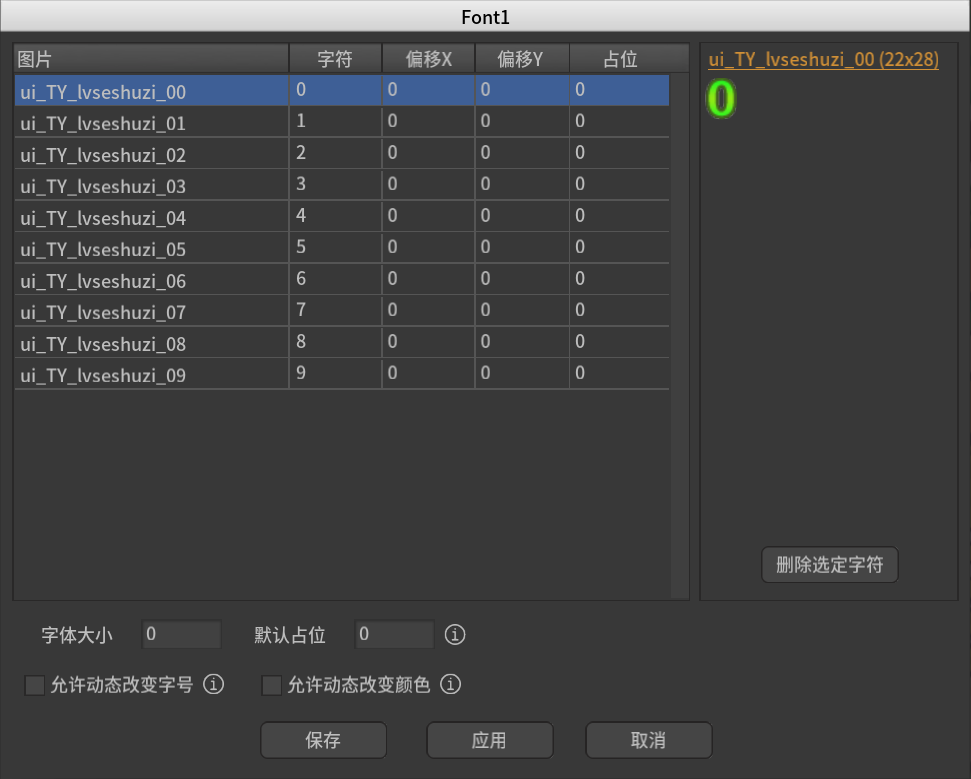 Font1
图片 字符 偏移X 偏移Y 占位
ui_TY_lvseshuzi_00 0 0 0 0
ui_TY_lvseshuzi_01 1 0 0 0
ui_TY_lvseshuzi_02 2 0 0 0
ui_TY_lvseshuzi_03 3 0 0 0
ui_TY_lvseshuzi_04 4 0 0 0
ui_TY_lvseshuzi_05 5 0 0 0
ui_TY_lvseshuzi_06 6 0 0 0
ui_TY_lvseshuzi_07 7 0 0 0
ui_TY_lvseshuzi_08 8 0 0 0
ui_TY_lvseshuzi_09 9 0 0 0
ui_TY_lvseshuzi_00 (22x28)
0
删除选定字符
字体大小 0 默认占位 0
允许动态改变字号 允许动态改变颜色
保存 应用 取消